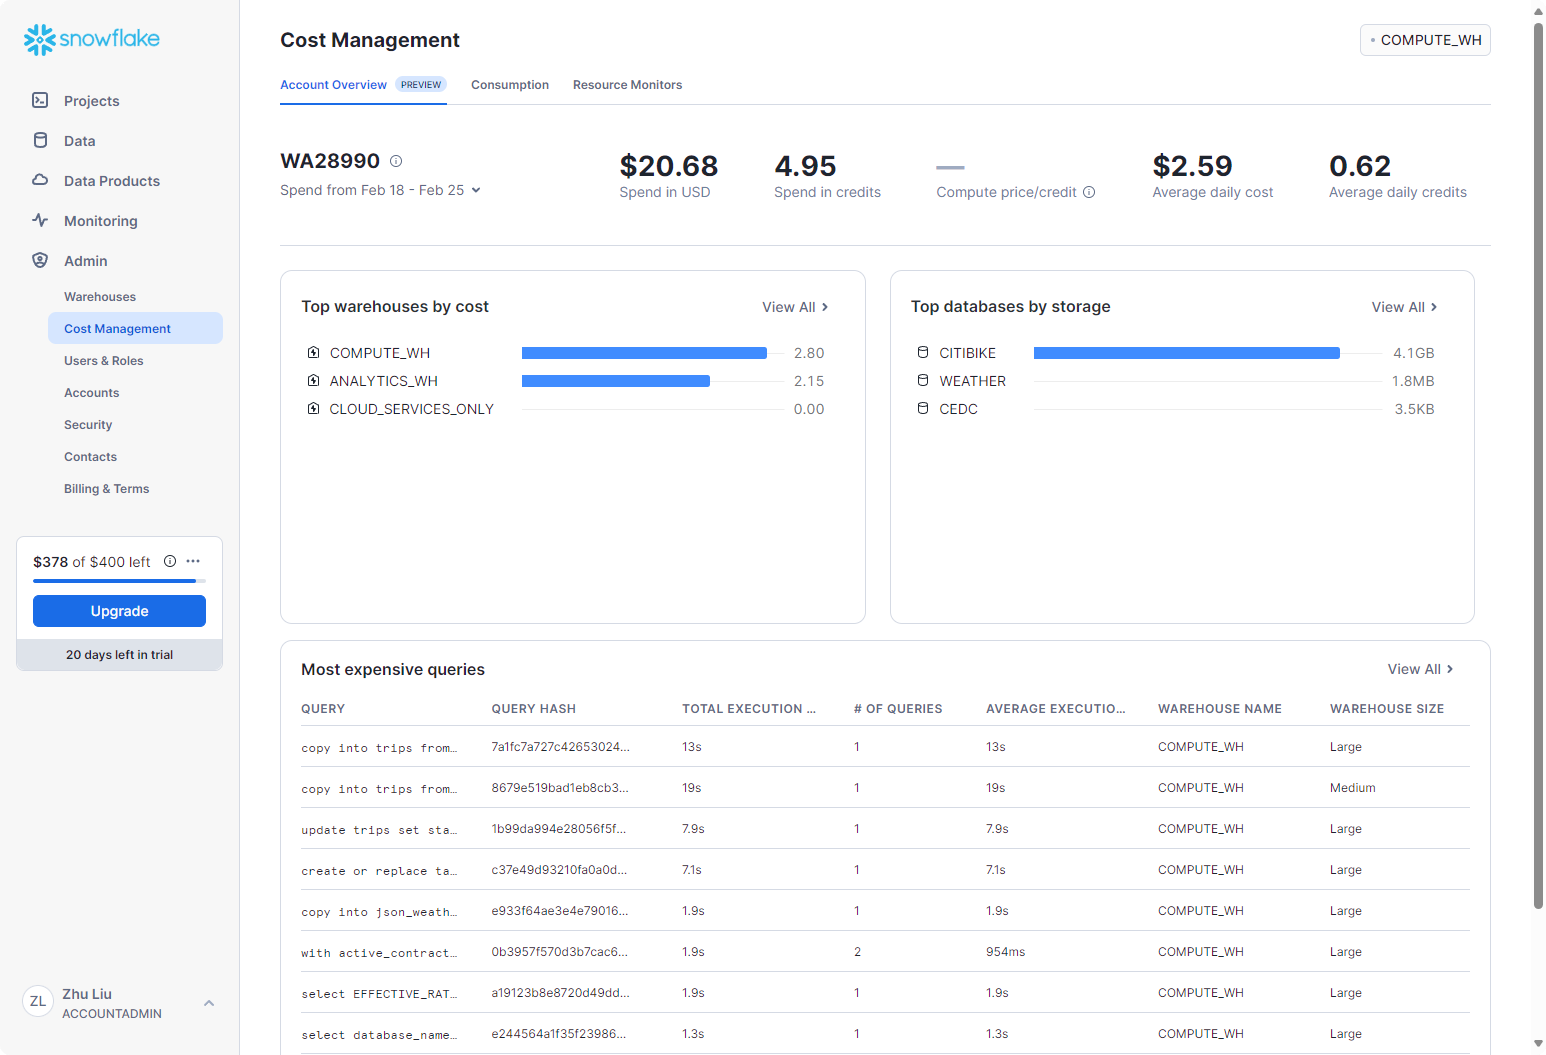 snowflake
Projects
Data
Data Products
Monitoring
Admin
Warehouses
Cost Management
Users & Roles
Accounts
Security
Contacts
Billing & Terms
$378 of $400 left
Upgrade
20 days left in trial
ZL
Zhu Liu
ACCOUNTADMIN
Cost Management
COMPUTE_WH
Account Overview PREVIEW Consumption Resource Monitors
WA28990
Spend from Feb 18 - Feb 25
$20.68
Spend in USD
4.95
Spend in credits
—
Compute price/credit
$2.59
Average daily cost
0.62
Average daily credits
Top warehouses by cost View All
COMPUTE_WH 2.80
ANALYTICS_WH 2.15
CLOUD_SERVICES_ONLY 0.00
Top databases by storage View All
CITIBIKE 4.1GB
WEATHER 1.8MB
CEDC 3.5KB
Most expensive queries View All
QUERY QUERY HASH TOTAL EXECUTION ... # OF QUERIES AVERAGE EXECUTIO... WAREHOUSE NAME WAREHOUSE SIZE
copy into trips from... 7a1fc7a727c42653024... 13s 1 13s COMPUTE_WH Large
copy into trips from... 8679e519bad1eb8cb3... 19s 1 19s COMPUTE_WH Medium
update trips set sta... 1b99da994e28056f5f... 7.9s 1 7.9s COMPUTE_WH Large
create or replace ta... c37e49d93210fa0a0d... 7.1s 1 7.1s COMPUTE_WH Large
copy into json_weath... e933f64ae3e4e79016... 1.9s 1 1.9s COMPUTE_WH Large
with active_contract... 0b3957f570d3b7cac6... 1.9s 2 954ms COMPUTE_WH Large
select EFFECTIVE_RAT... a19123b8e8720d49dd... 1.9s 1 1.9s COMPUTE_WH Large
select database_name... e244564a1f35f23986... 1.3s 1 1.3s COMPUTE_WH Large